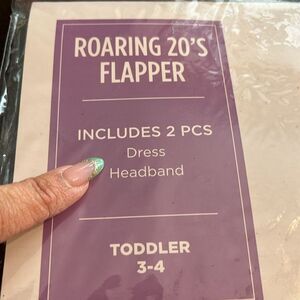 ROARING 20'S
FLAPPER
INCLUDES 2 PCS
Dress
Headband
TODDLER
3-4